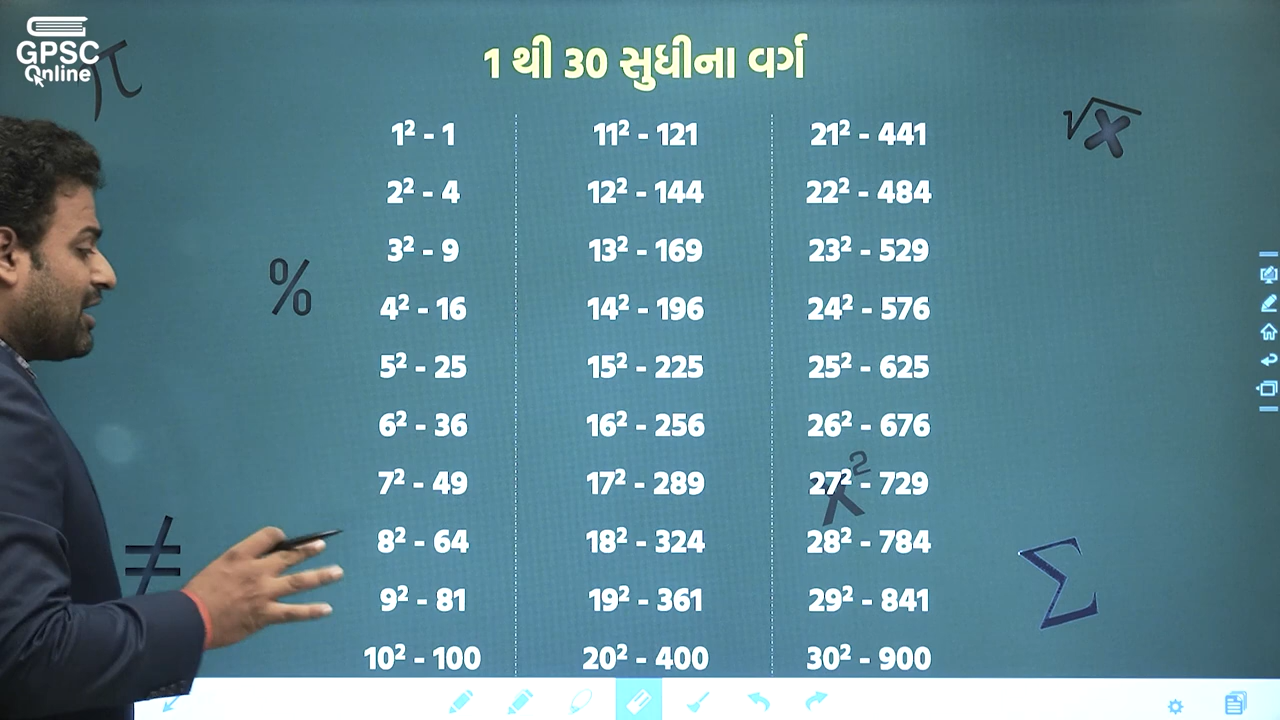 GPSC
Online
1 થી 30 સુધીના વર્ગ
1² - 1
2² - 4
3² - 9
4² - 16
5² - 25
6² - 36
7² - 49
8² - 64
9² - 81
10² - 100
11² - 121
12² - 144
13² - 169
14² - 196
15² - 225
16² - 256
17² - 289
18² - 324
19² - 361
20² - 400
21² - 441
22² - 484
23² - 529
24² - 576
25² - 625
26² - 676
27² - 729
28² - 784
29² - 841
30² - 900
π
%
≠
√x
x²
Σ